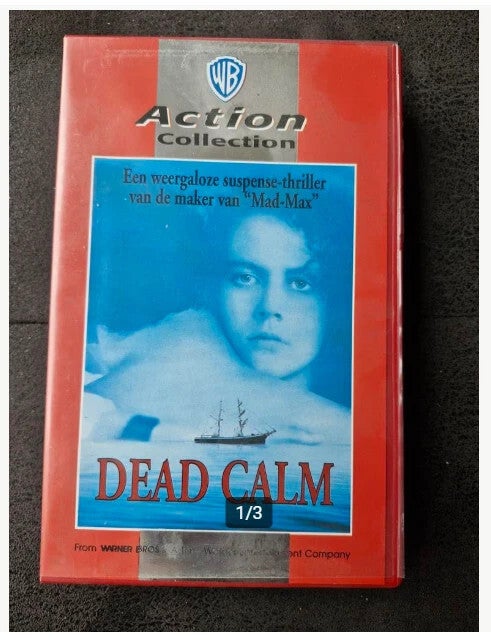 WB
Action
Collection
Een weergaloze suspense-thriller
van de maker van "Mad-Max"
DEAD CALM
1/3
From WARNER BROS Company